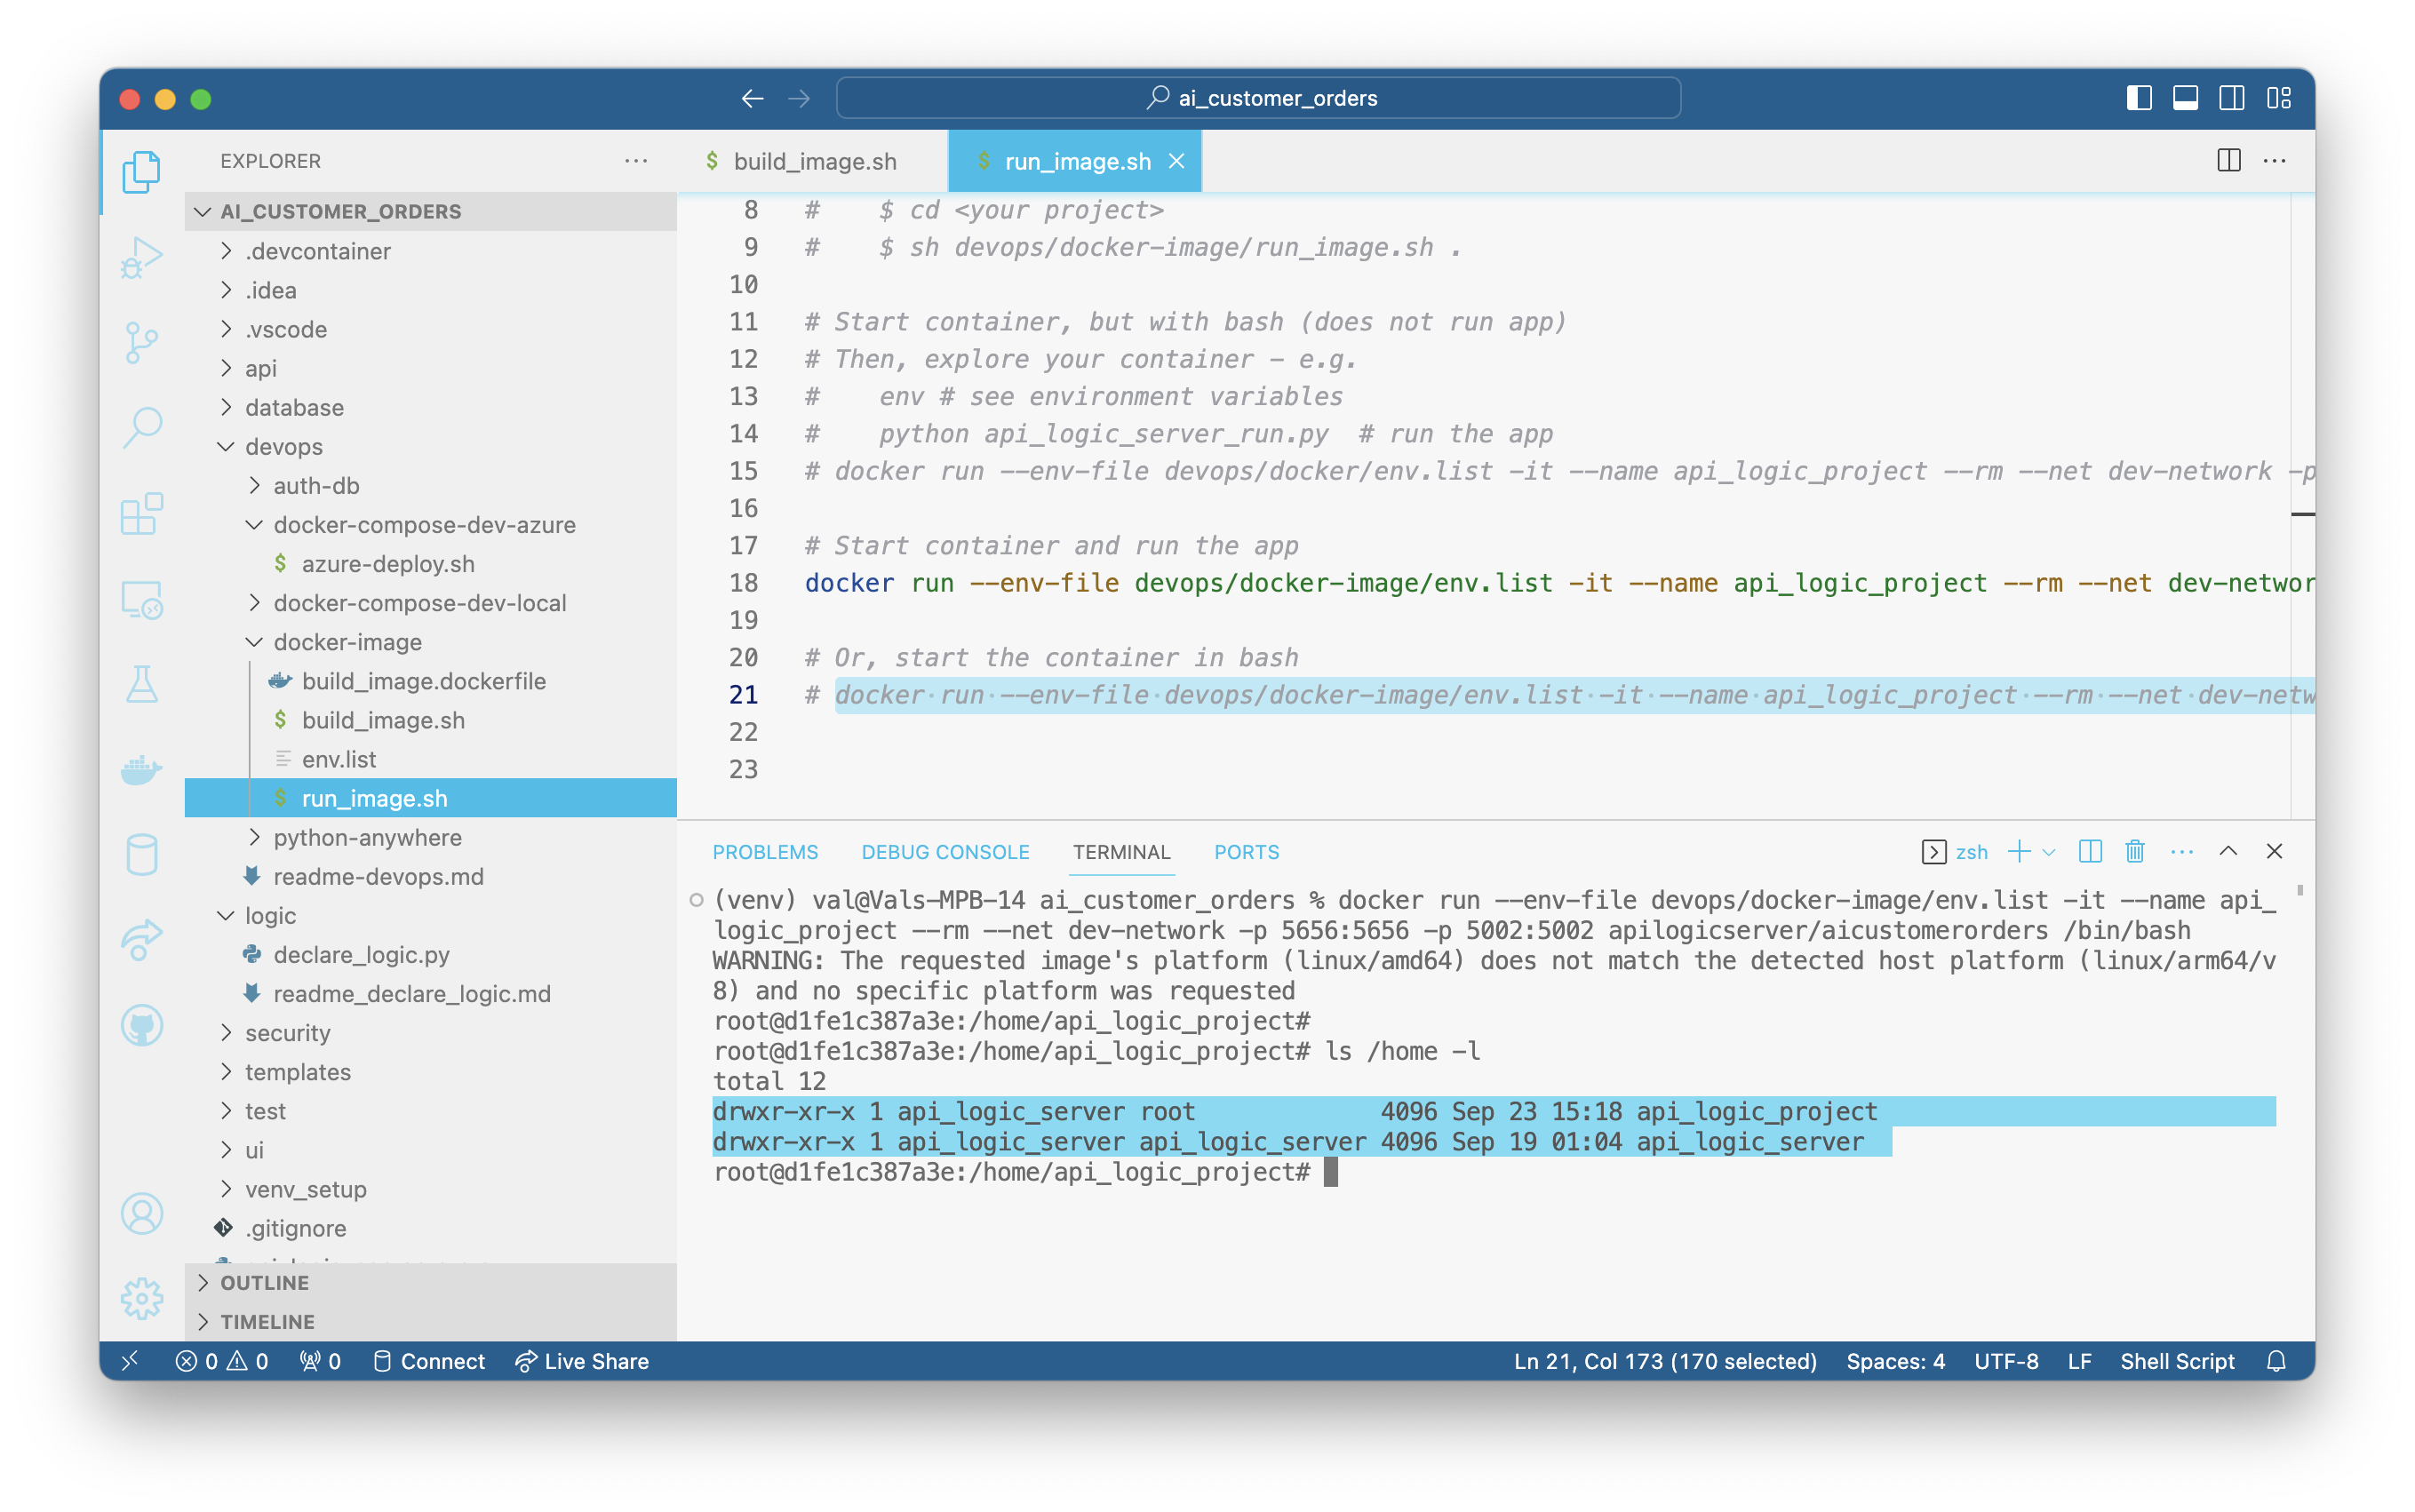 ai_customer_orders
EXPLORER
AI_CUSTOMER_ORDERS
.devcontainer
.idea
.vscode
api
database
devops
auth-db
docker-compose-dev-azure
$ azure-deploy.sh
docker-compose-dev-local
docker-image
build_image.dockerfile
$ build_image.sh
env.list
$ run_image.sh
python-anywhere
readme-devops.md
logic
declare_logic.py
readme_declare_logic.md
security
templates
test
ui
venv_setup
.gitignore
OUTLINE
TIMELINE
$ build_image.sh
$ run_image.sh
8 #    $ cd <your project>
9 #    $ sh devops/docker-image/run_image.sh .
10
11 # Start container, but with bash (does not run app)
12 # Then, explore your container - e.g.
13 #    env # see environment variables
14 #    python api_logic_server_run.py  # run the app
15 # docker run --env-file devops/docker/env.list -it --name api_logic_project --rm --net dev-network -p
16
17 # Start container and run the app
18 docker run --env-file devops/docker-image/env.list -it --name api_logic_project --rm --net dev-networ
19
20 # Or, start the container in bash
21 # docker·run·--env-file·devops/docker-image/env.list·-it·--name·api_logic_project·--rm·--net·dev-netw
22
23
PROBLEMS DEBUG CONSOLE TERMINAL PORTS
zsh
(venv) val@Vals-MPB-14 ai_customer_orders % docker run --env-file devops/docker-image/env.list -it --name api_
logic_project --rm --net dev-network -p 5656:5656 -p 5002:5002 apilogicserver/aicustomerorders /bin/bash
WARNING: The requested image's platform (linux/amd64) does not match the detected host platform (linux/arm64/v
8) and no specific platform was requested
root@d1fe1c387a3e:/home/api_logic_project#
root@d1fe1c387a3e:/home/api_logic_project# ls /home -l
total 12
drwxr-xr-x 1 api_logic_server root             4096 Sep 23 15:18 api_logic_project
drwxr-xr-x 1 api_logic_server api_logic_server 4096 Sep 19 01:04 api_logic_server
root@d1fe1c387a3e:/home/api_logic_project#
0 0 0 Connect Live Share Ln 21, Col 173 (170 selected) Spaces: 4 UTF-8 LF Shell Script